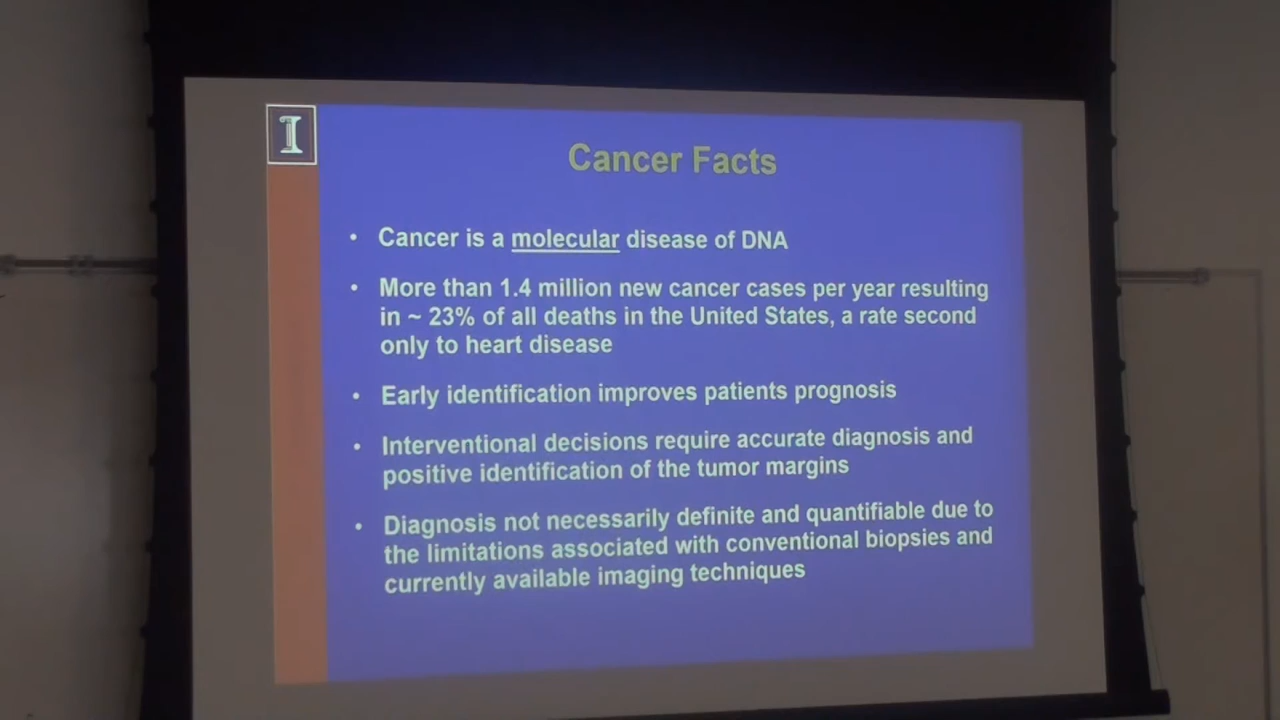 I
Cancer Facts
• Cancer is a molecular disease of DNA
• More than 1.4 million new cancer cases per year resulting
in ~ 23% of all deaths in the United States, a rate second
only to heart disease
• Early identification improves patients prognosis
• Interventional decisions require accurate diagnosis and
positive identification of the tumor margins
• Diagnosis not necessarily definite and quantifiable due to
the limitations associated with conventional biopsies and
currently available imaging techniques